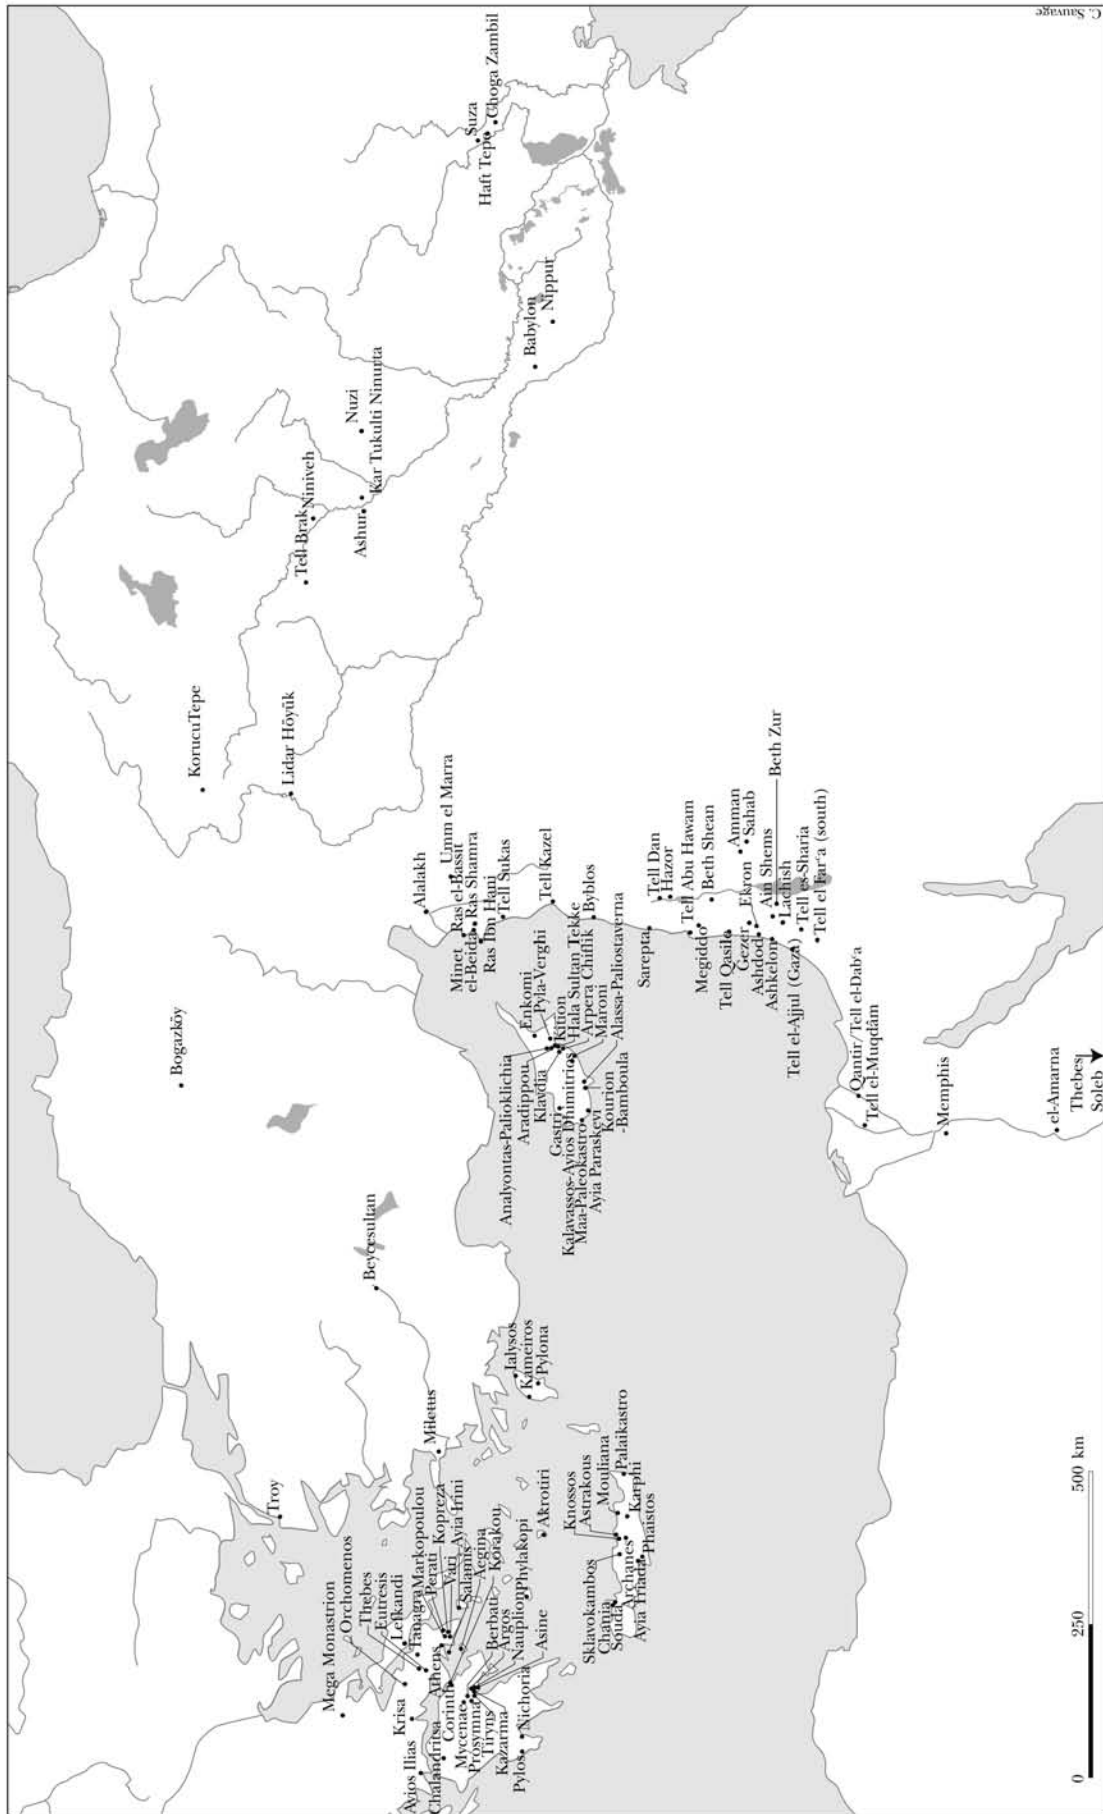 C. Sauvage
Suza
Haft Tepe
Choga Zambil
Babylon
Nippur
Nuzi
Kar Tukulti Ninurta
Niniveh
Ashur
Tell Brak
KorucuTepe
Lidar Höyük
Bogazköy
Beycesultan
Troy
Miletus
Alalakh
Umm el Marra
Minet
el-Beida
Ras el-Bassit
Ras Shamra
Ras Ibn Hani
Tell Sukas
Tell Kazel
Byblos
Sarepta
Tell Dan
Hazor
Tell Abu Hawam
Megiddo
Beth Shean
Tell Qasile
Gezer
Ekron
Amman
Sahab
Ashdod
Ashkelon
Ain Shems
Beth Zur
Lachish
Tell el-Ajjul (Gaza)
Tell es-Sharia
Tell el Far‘a (south)
Enkomi
Pyla-Verghi
Kition
Hala Sultan Tekke
Arpera Chiflik
Maroni
Alassa-Paliostaverna
Analyontas-Palioklichia
Aradippou
Klavdia
Gastri
Kalavassos-Ayios Dhimitrios
Maa-Paleokastro
Ayia Paraskevi
Kourion
-Bamboula
Qantir/Tell el-Dab‘a
Tell el-Muqdâm
Memphis
el-Amarna
Thebes
Soleb
Ialysos
Kameiros
Pylona
Mega Monastrion
Orchomenos
Thebes
Eutresis
Lefkandi
Tanagra
Markopoulou
Perati
Kopreza
Vari
Ayia Irini
Salamis
Aegina
Korakou
Krisa
Ayios Ilias
Chalandritsa
Athens
Corinth
Mycenae
Prosymna
Tiryns
Kazarma
Berbati
Argos
Nauplion
Asine
Phylakopi
Akrotiri
Pylos
Nichoria
Knossos
Astrakous
Mouliana
Palaikastro
Karphi
Phaistos
Sklavokambos
Chania
Souda
Archanes
Ayia Triada
0
250
500 km